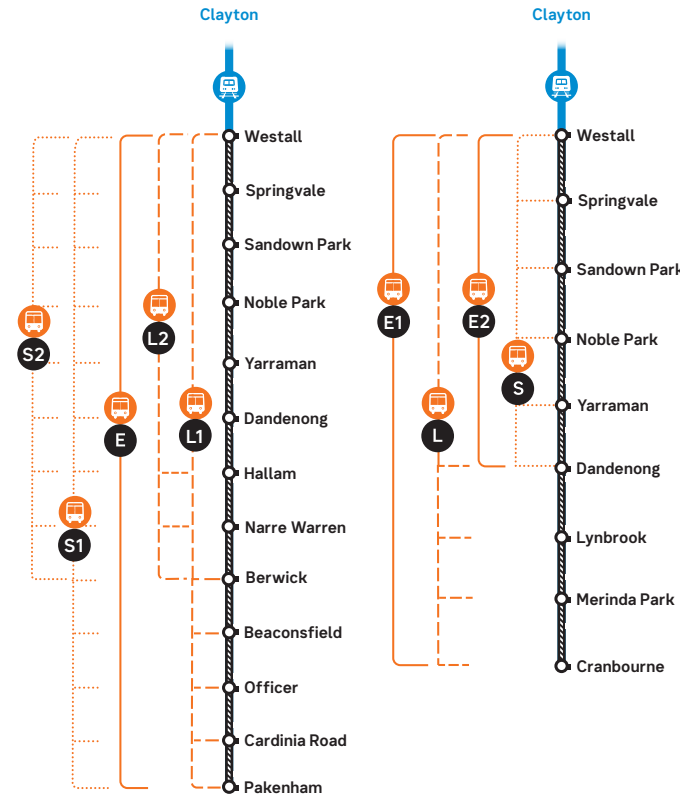 Clayton
Westall
Springvale
Sandown Park
Noble Park
Yarraman
Dandenong
Hallam
Narre Warren
Berwick
Beaconsfield
Officer
Cardinia Road
Pakenham
S2
S1
E
L2
L1
Clayton
Westall
Springvale
Sandown Park
Noble Park
Yarraman
Dandenong
Lynbrook
Merinda Park
Cranbourne
E1
L
E2
S